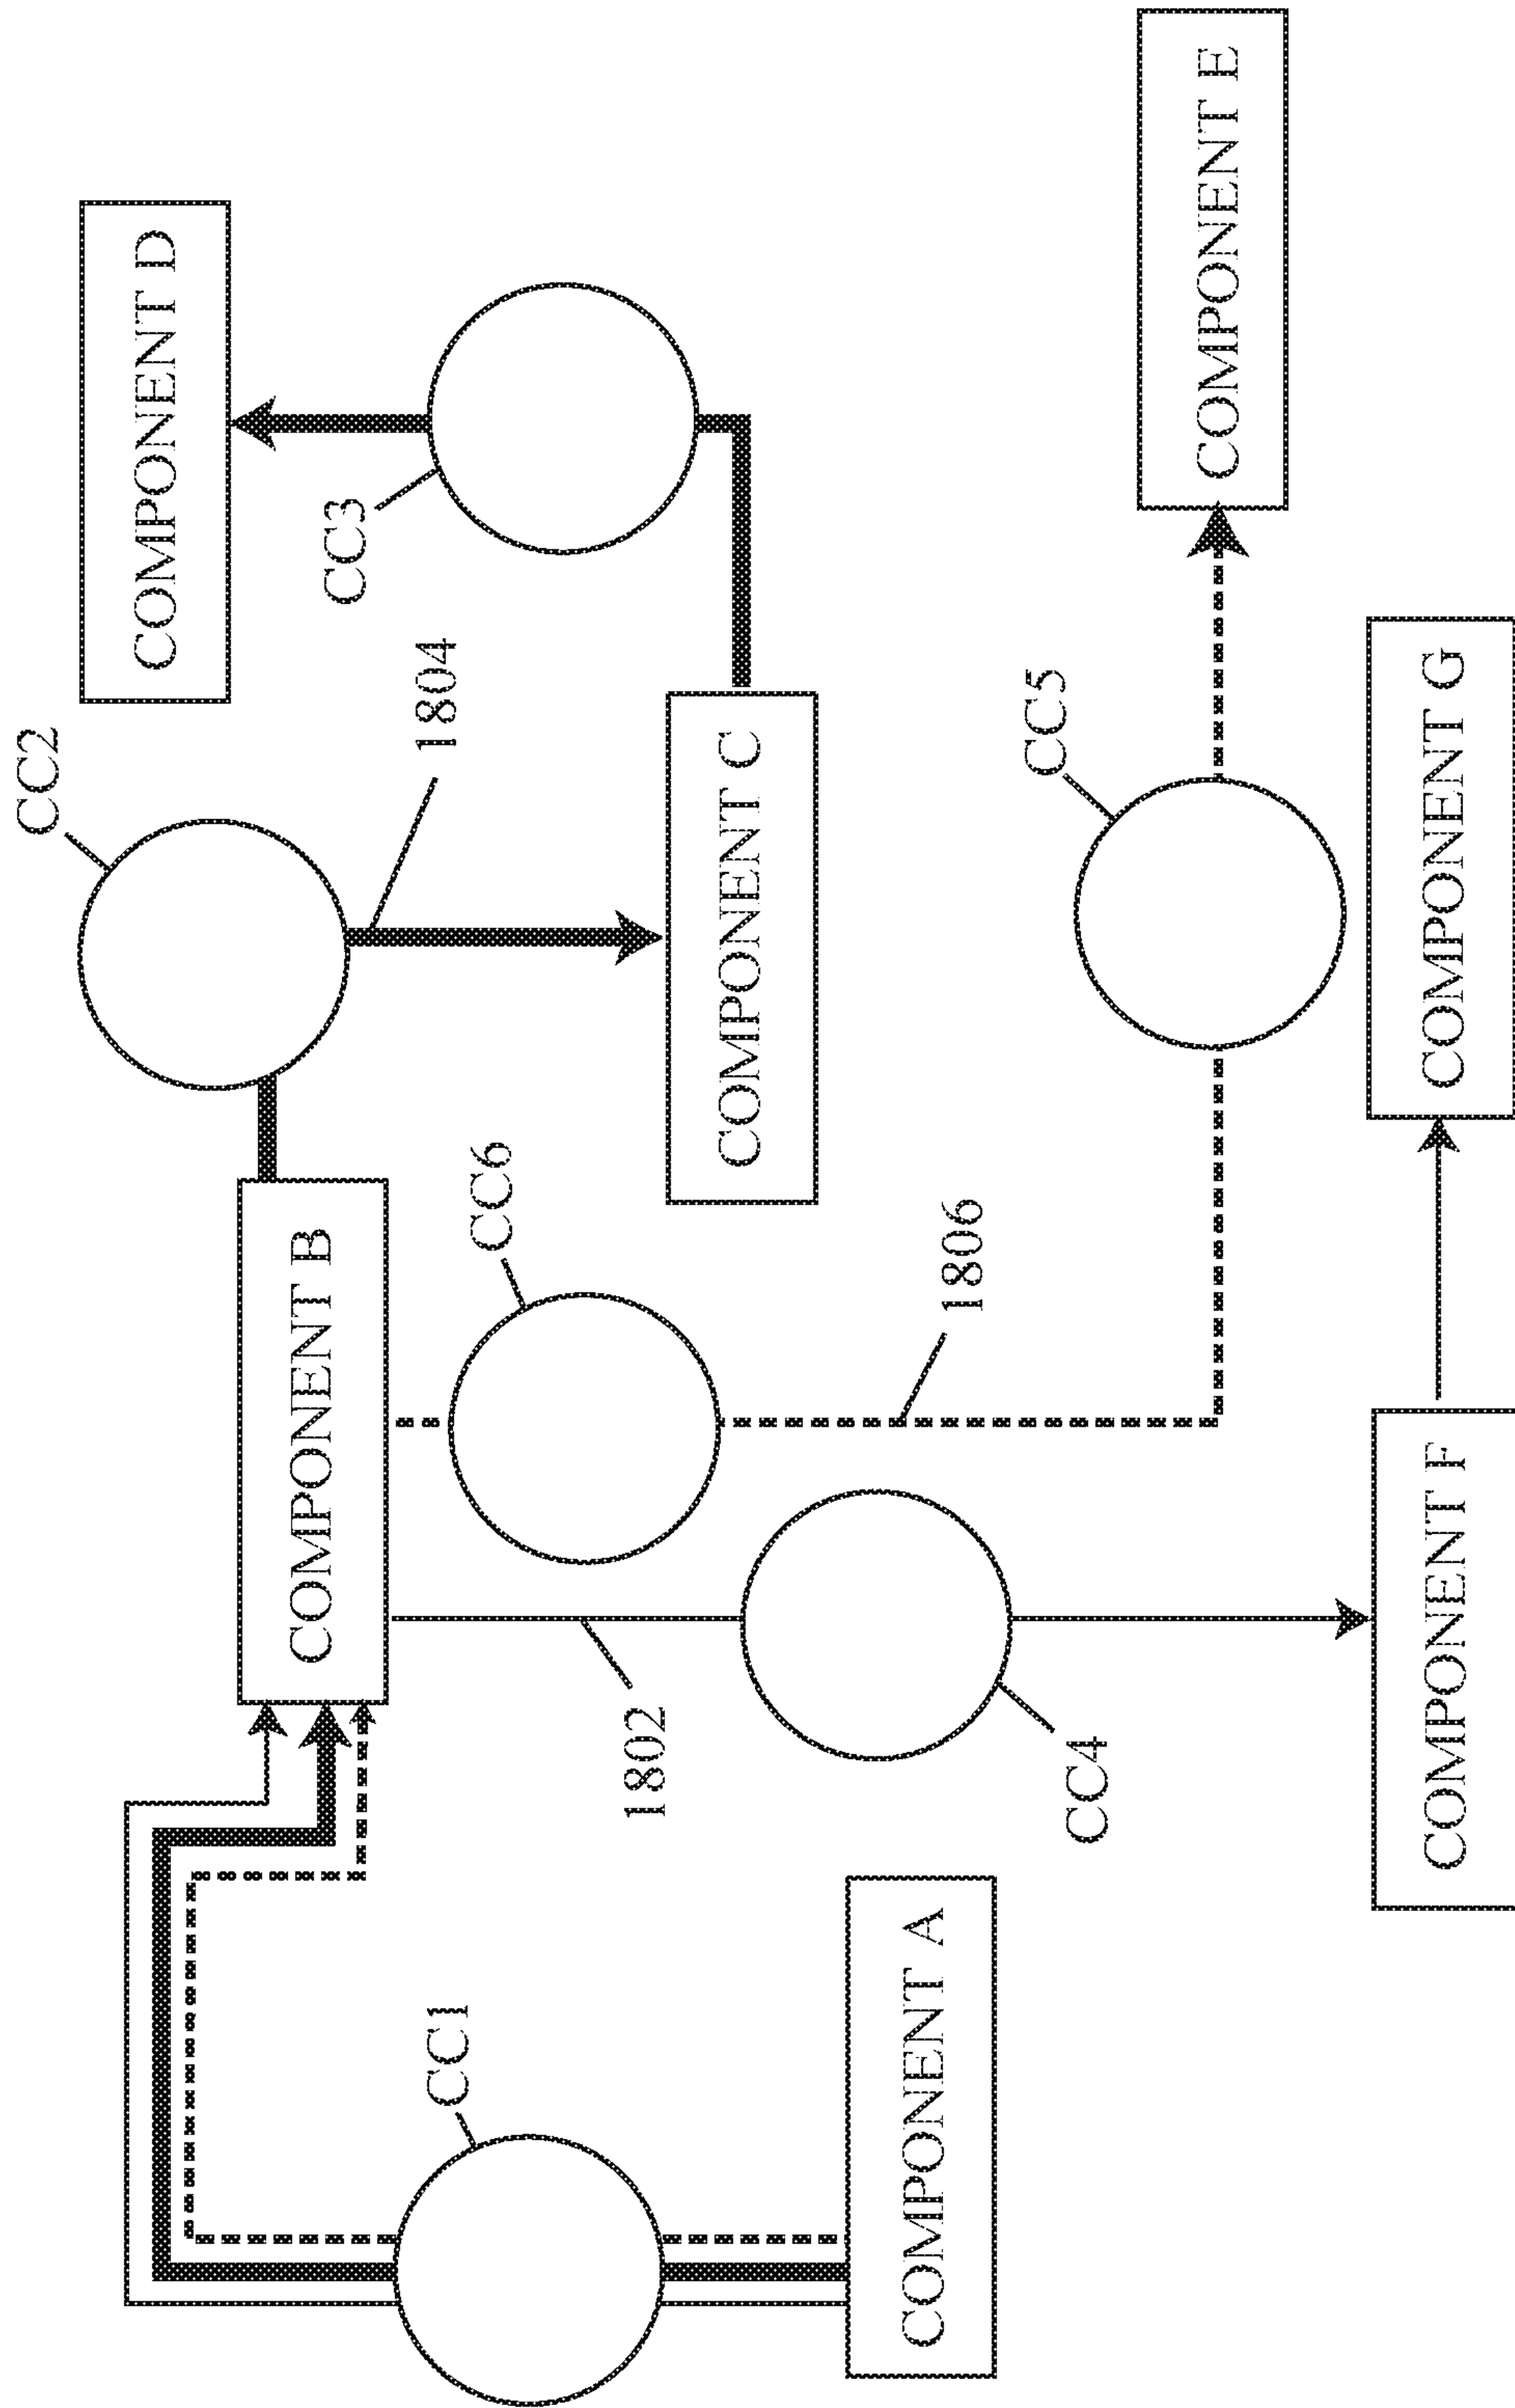 CC2
COMPONENT D
CC3
1804
COMPONENT B
CC6
COMPONENT C
CC1
1802
1806
CC5
COMPONENT E
CC4
COMPONENT A
COMPONENT F
COMPONENT G